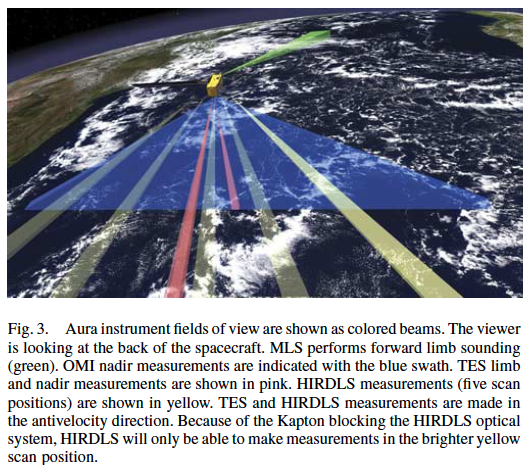 Fig. 3. Aura instrument fields of view are shown as colored beams. The viewer
is looking at the back of the spacecraft. MLS performs forward limb sounding
(green). OMI nadir measurements are indicated with the blue swath. TES limb
and nadir measurements are shown in pink. HIRDLS measurements (five scan
positions) are shown in yellow. TES and HIRDLS measurements are made in
the antivelocity direction. Because of the Kapton blocking the HIRDLS optical
system, HIRDLS will only be able to make measurements in the brighter yellow
scan position.